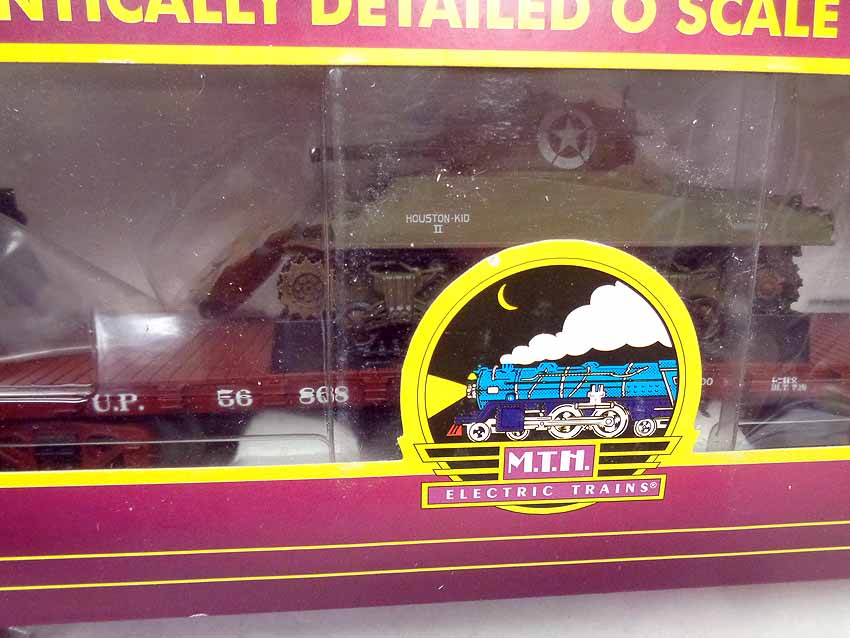 NTICALLY DETAILED O SCALE
HOUSTON-KID
II
U.P. 56 868
M.T.H.
ELECTRIC TRAINS®